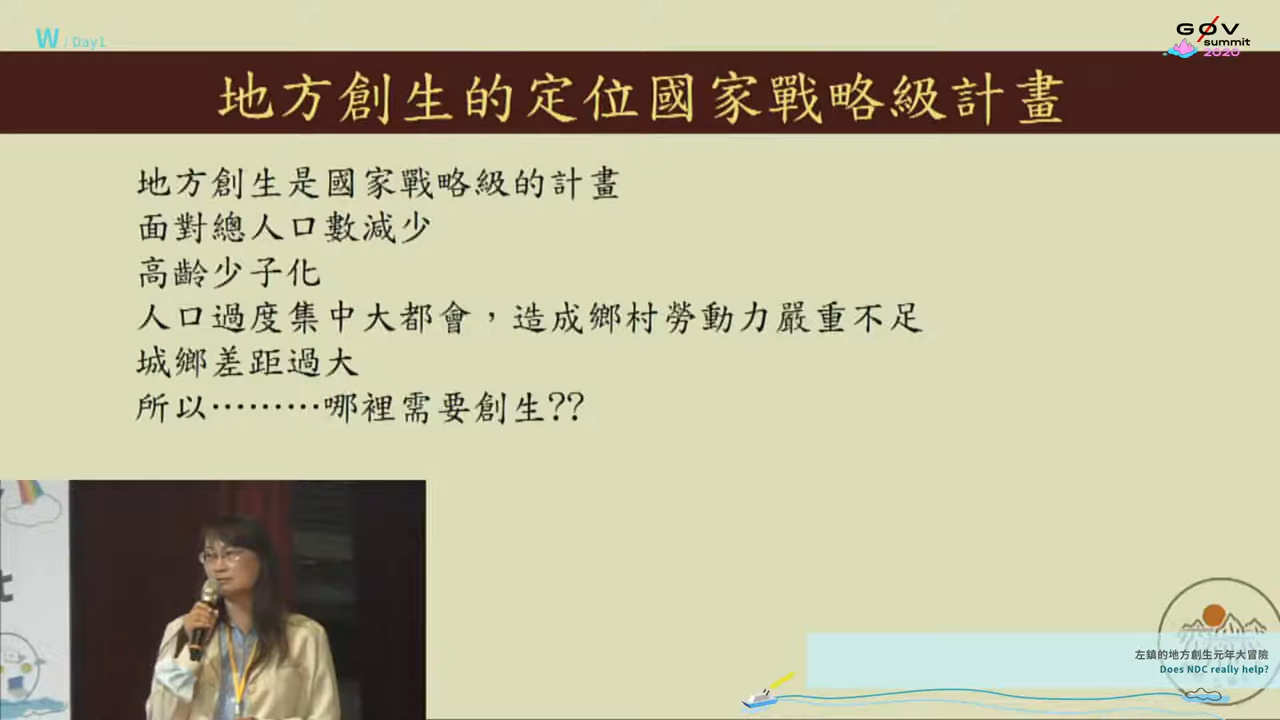 W / Day1
GØV
summit
2020
地方創生的定位國家戰略級計畫
地方創生是國家戰略級的計畫
面對總人口數減少
高齡少子化
人口過度集中大都會，造成鄉村勞動力嚴重不足
城鄉差距過大
所以………哪裡需要創生??
t
左鎮的地方創生元年大冒險
Does NDC really help?